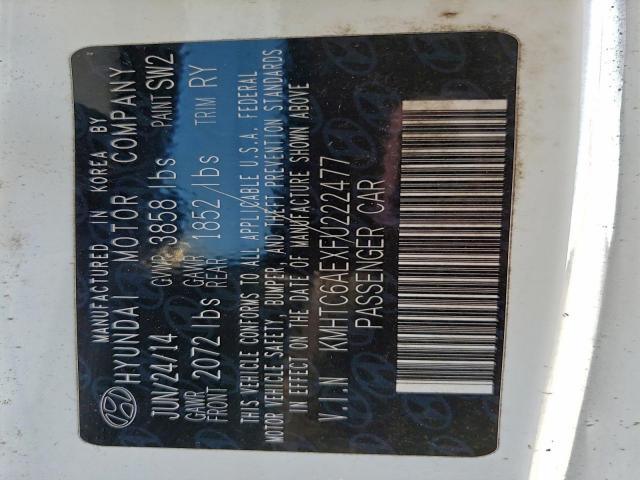 MANUFACTURED IN KOREA BY
HYUNDAI MOTOR COMPANY
JUN/24/14 GVWR 3858 lbs PAINT SW2
GAWR FRONT 2072 lbs GAWR REAR 1852 lbs TRIM RY
THIS VEHICLE CONFORMS TO ALL APPLICABLE U.S.A. FEDERAL
MOTOR VEHICLE SAFETY, BUMPER, AND THEFT PREVENTION STANDARDS
IN EFFECT ON THE DATE OF MANUFACTURE SHOWN ABOVE
V.I.N KMHTC6AEXFU222477
PASSENGER CAR